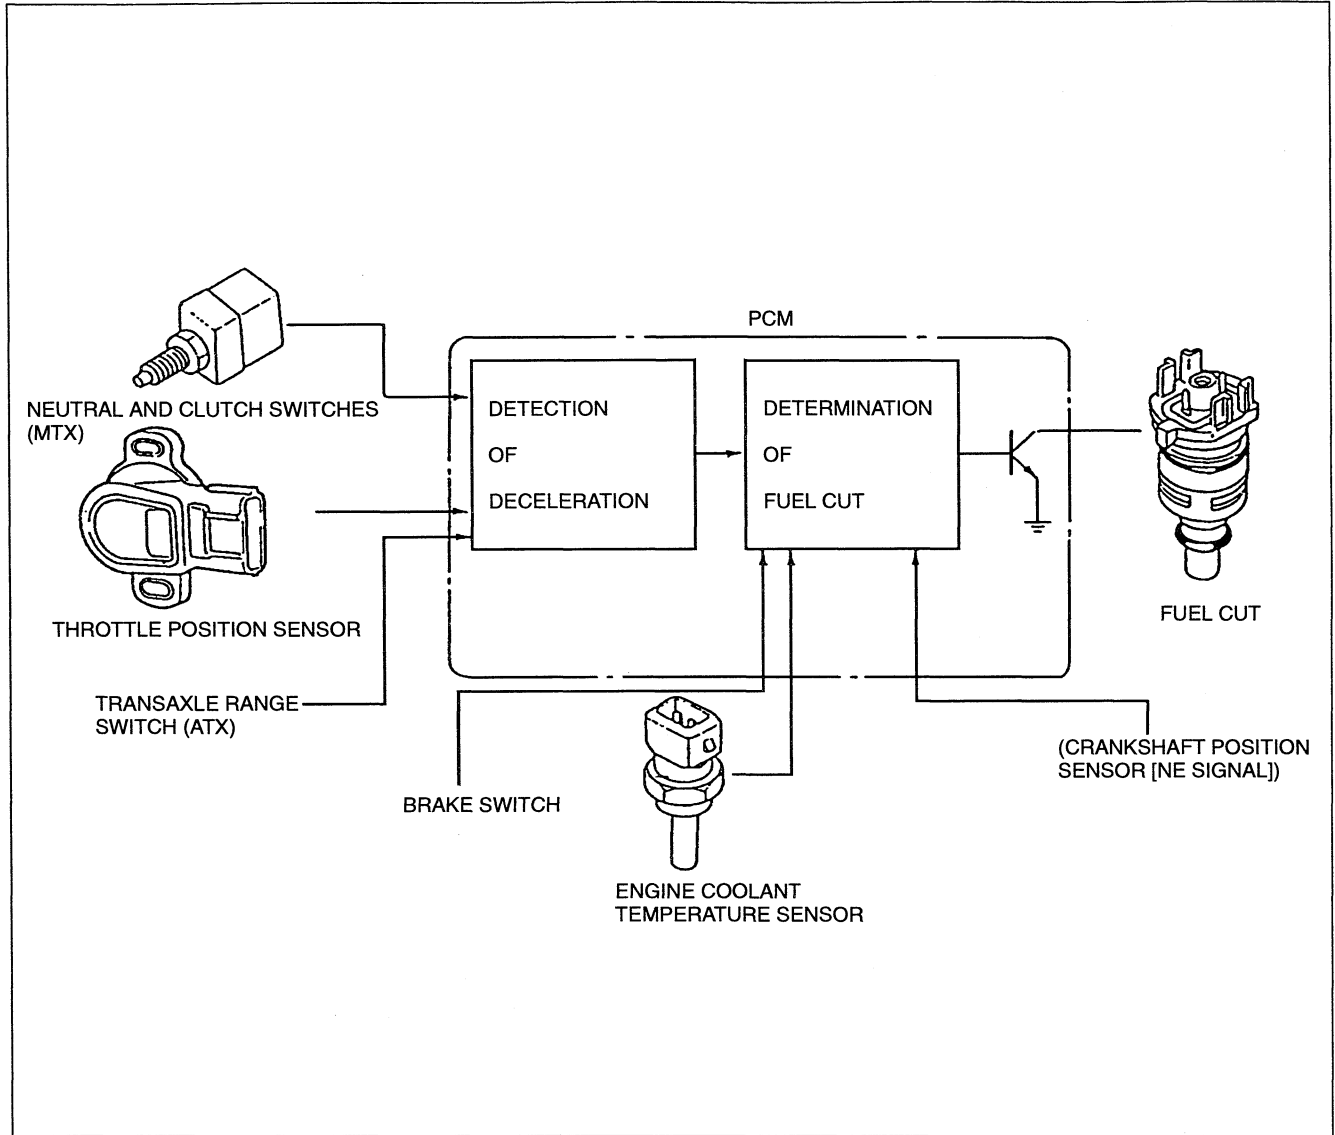 PCM
NEUTRAL AND CLUTCH SWITCHES
(MTX)
DETECTION
OF
DECELERATION
DETERMINATION
OF
FUEL CUT
FUEL CUT
THROTTLE POSITION SENSOR
TRANSAXLE RANGE
SWITCH (ATX)
BRAKE SWITCH
ENGINE COOLANT
TEMPERATURE SENSOR
(CRANKSHAFT POSITION
SENSOR [NE SIGNAL])